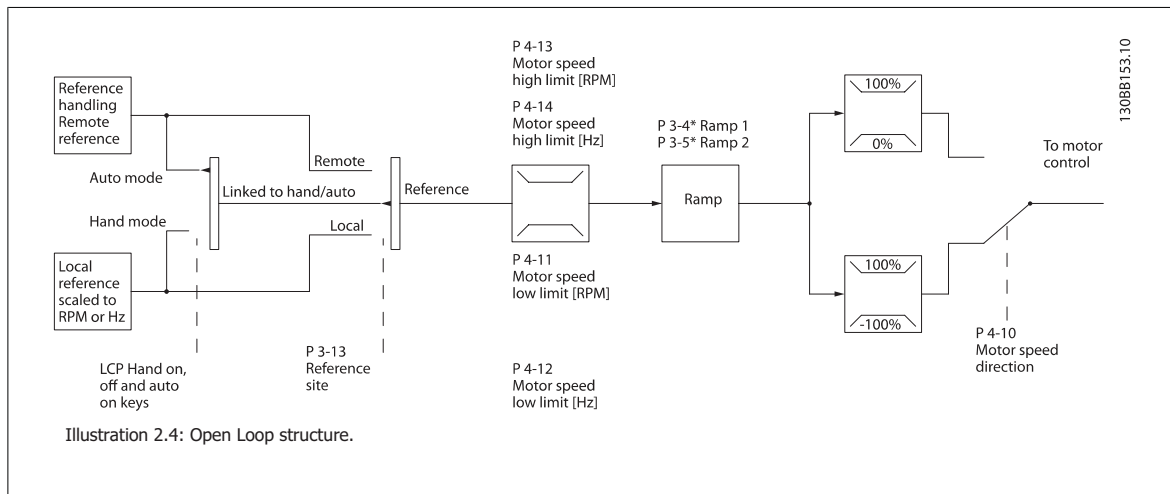 P 4-13
Motor speed
high limit [RPM]
P 4-14
Motor speed
high limit [Hz]
Reference
handling
Remote
reference
Auto mode
Hand mode
Local
reference
scaled to
RPM or Hz
Linked to hand/auto
Remote
Local
Reference
P 3-4* Ramp 1
P 3-5* Ramp 2
Ramp
100%
0%
100%
-100%
To motor
control
130BB153.10
P 4-11
Motor speed
low limit [RPM]
P 4-10
Motor speed
direction
LCP Hand on,
off and auto
on keys
P 3-13
Reference
site
P 4-12
Motor speed
low limit [Hz]
Illustration 2.4: Open Loop structure.